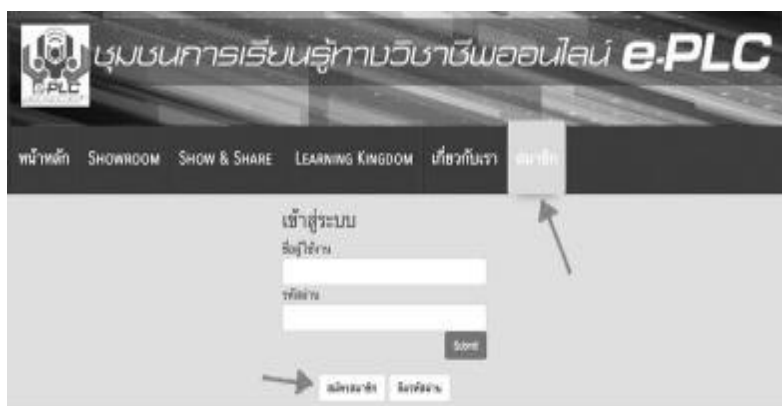 ชุมชนการเรียนรู้ทางวิชาชีพออนไลน์ e-PLC
E-PLC
หน้าหลัก SHOWROOM SHOW & SHARE LEARNING KINGDOM เกี่ยวกับเรา สมาชิก
เข้าสู่ระบบ
ชื่อผู้ใช้งาน
รหัสผ่าน
Submit
สมัครสมาชิก ลืมรหัสผ่าน